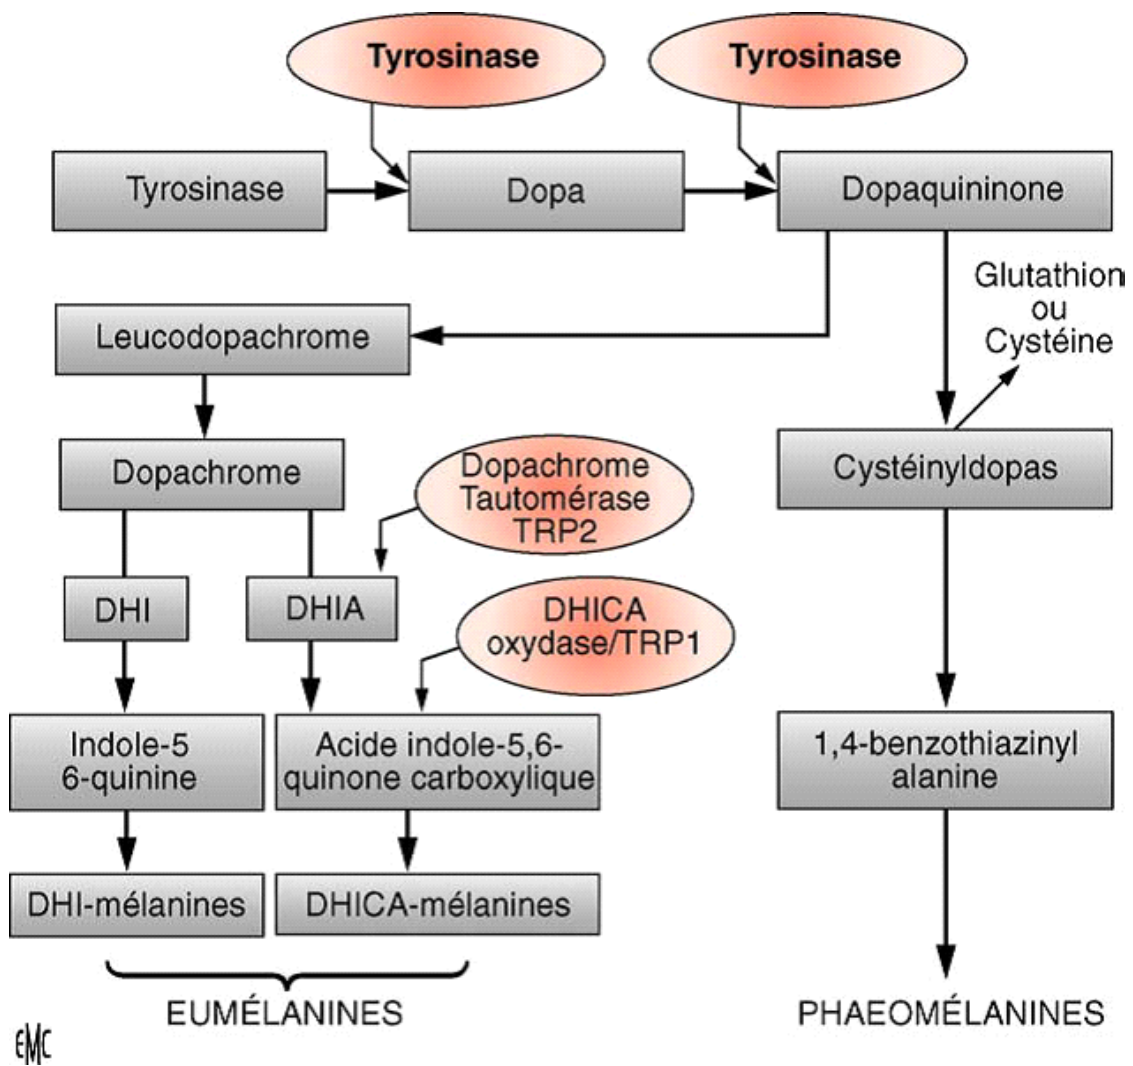 Tyrosinase
Tyrosinase
Tyrosinase
Dopa
Dopaquininone
Glutathion
ou
Cystéine
Leucodopachrome
Dopachrome
Dopachrome
Tautomérase
TRP2
Cystéinyldopas
DHI
DHIA
DHICA
oxydase/TRP1
Indole-5
6-quinine
Acide indole-5,6-
quinone carboxylique
1,4-benzothiazinyl
alanine
DHI-mélanines
DHICA-mélanines
EUMÉLANINES
PHAEOMÉLANINES
EMC